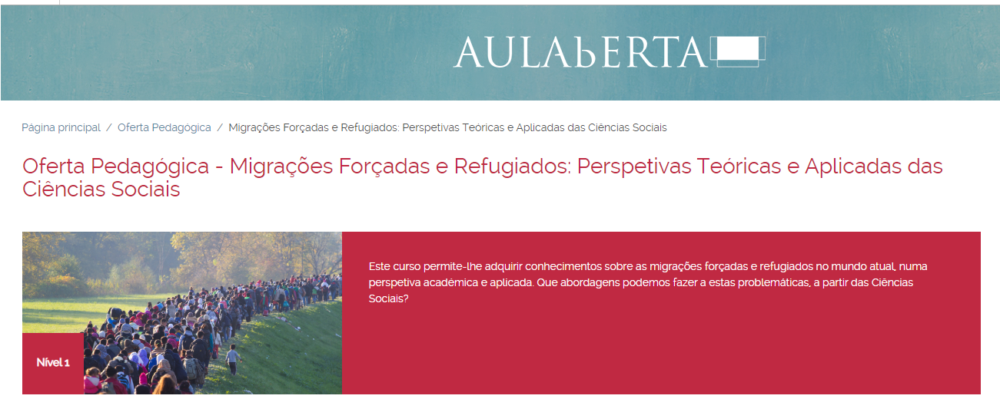 AULAbERTA
Página principal / Oferta Pedagógica / Migrações Forçadas e Refugiados: Perspetivas Teóricas e Aplicadas das Ciências Sociais
Oferta Pedagógica - Migrações Forçadas e Refugiados: Perspetivas Teóricas e Aplicadas das
Ciências Sociais
Este curso permite-lhe adquirir conhecimentos sobre as migrações forçadas e refugiados no mundo atual, numa
perspetiva académica e aplicada. Que abordagens podemos fazer a estas problemáticas, a partir das Ciências
Sociais?
Nível 1